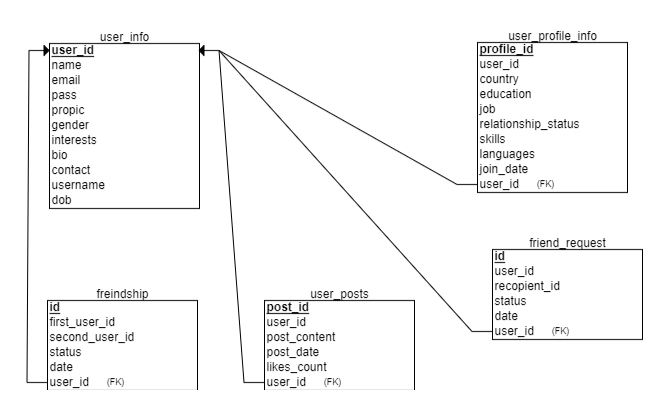 user_info
user_id
name
email
pass
propic
gender
interests
bio
contact
username
dob
user_profile_info
profile_id
user_id
country
education
job
relationship_status
skills
languages
join_date
user_id (FK)
friend_request
id
user_id
recopient_id
status
date
user_id (FK)
freindship
id
first_user_id
second_user_id
status
date
user_id (FK)
user_posts
post_id
user_id
post_content
post_date
likes_count
user_id (FK)